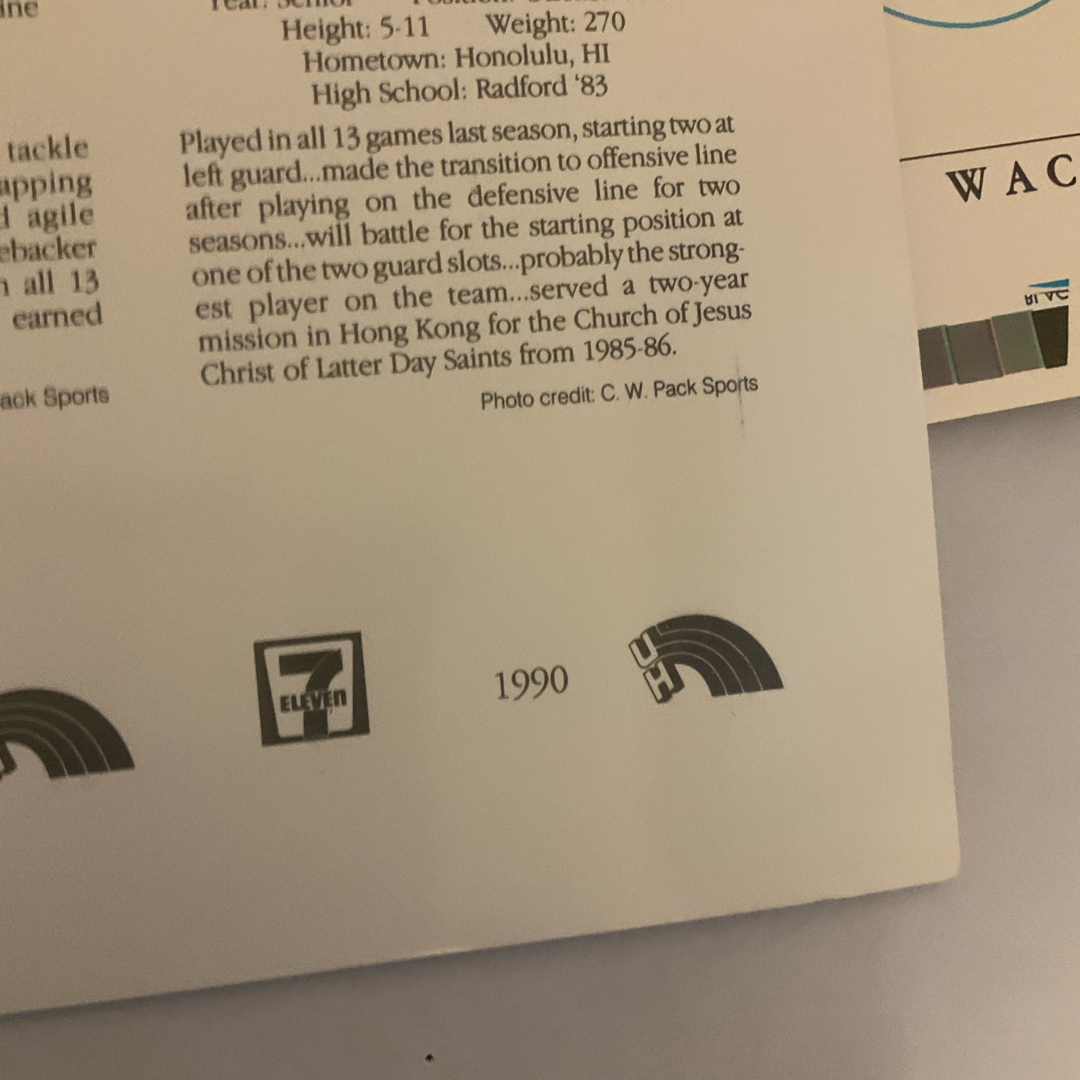 ine
Year: Senior Position:
Height: 5-11 Weight: 270
Hometown: Honolulu, HI
High School: Radford ‘83
Played in all 13 games last season, starting two at
left guard...made the transition to offensive line
after playing on the defensive line for two
seasons...will battle for the starting position at
one of the two guard slots...probably the strong-
est player on the team...served a two-year
mission in Hong Kong for the Church of Jesus
Christ of Latter Day Saints from 1985-86.
Photo credit: C. W. Pack Sports
tackle
apping
d agile
ebacker
n all 13
earned
ack Sports
7
ELEVEn
1990
UH
WAC